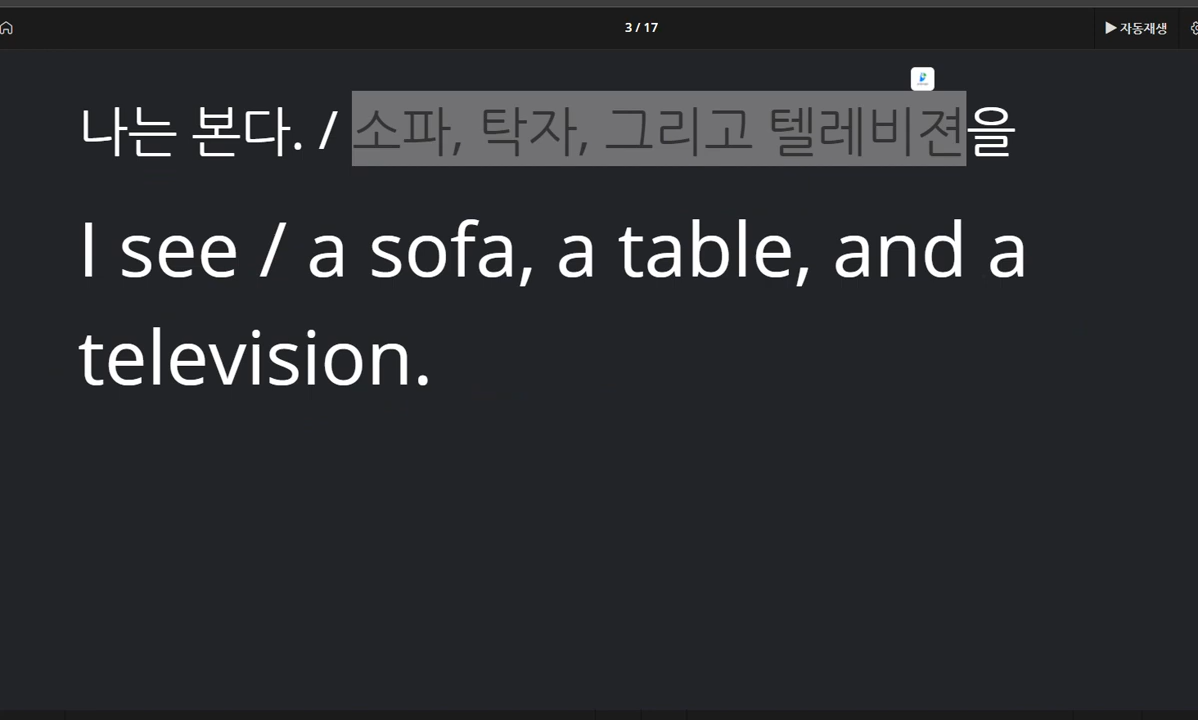 3 / 17
▶ 자동재생
나는 본다. / 소파, 탁자, 그리고 텔레비젼을
I see / a sofa, a table, and a
television.